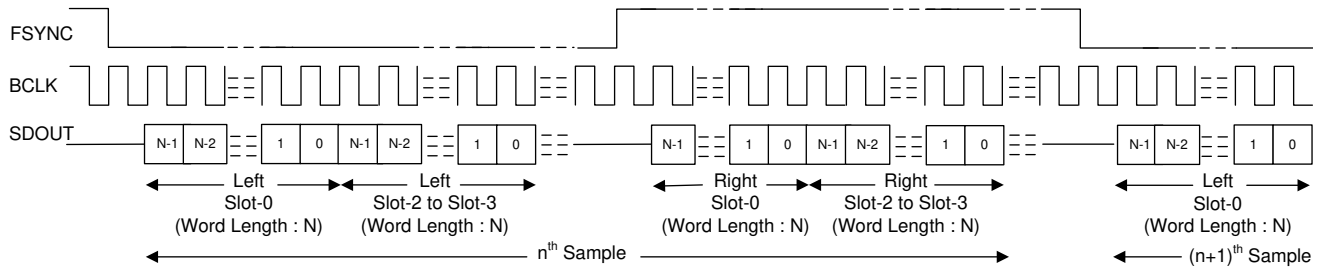 FSYNC
BCLK
SDOUT
N-1 N-2 1 0 N-1 N-2 1 0 N-1 1 0 N-1 N-2 1 0 N-1 N-2 1 0
Left Left Right Right Left
Slot-0 Slot-2 to Slot-3 Slot-0 Slot-2 to Slot-3 Slot-0
(Word Length : N) (Word Length : N) (Word Length : N) (Word Length : N) (Word Length : N)
nth Sample (n+1)th Sample